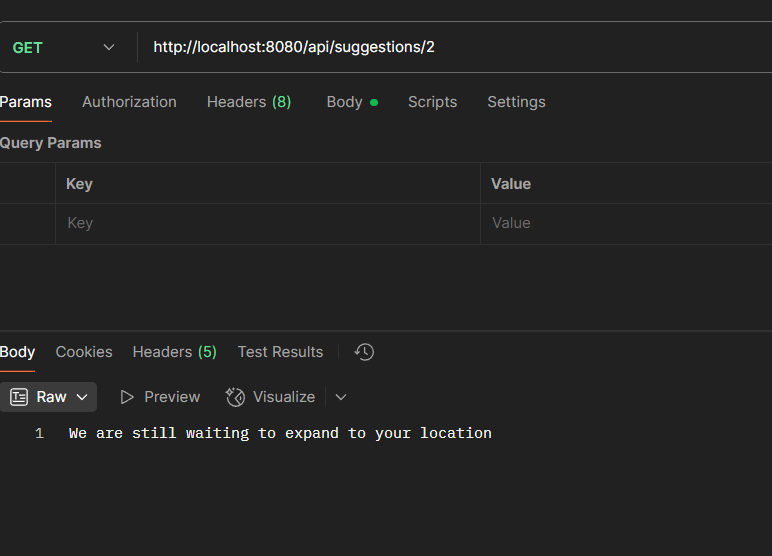 GET http://localhost:8080/api/suggestions/2
Params Authorization Headers (8) Body Scripts Settings
Query Params
Key Value
Key Value
Body Cookies Headers (5) Test Results
Raw Preview Visualize
1 We are still waiting to expand to your location